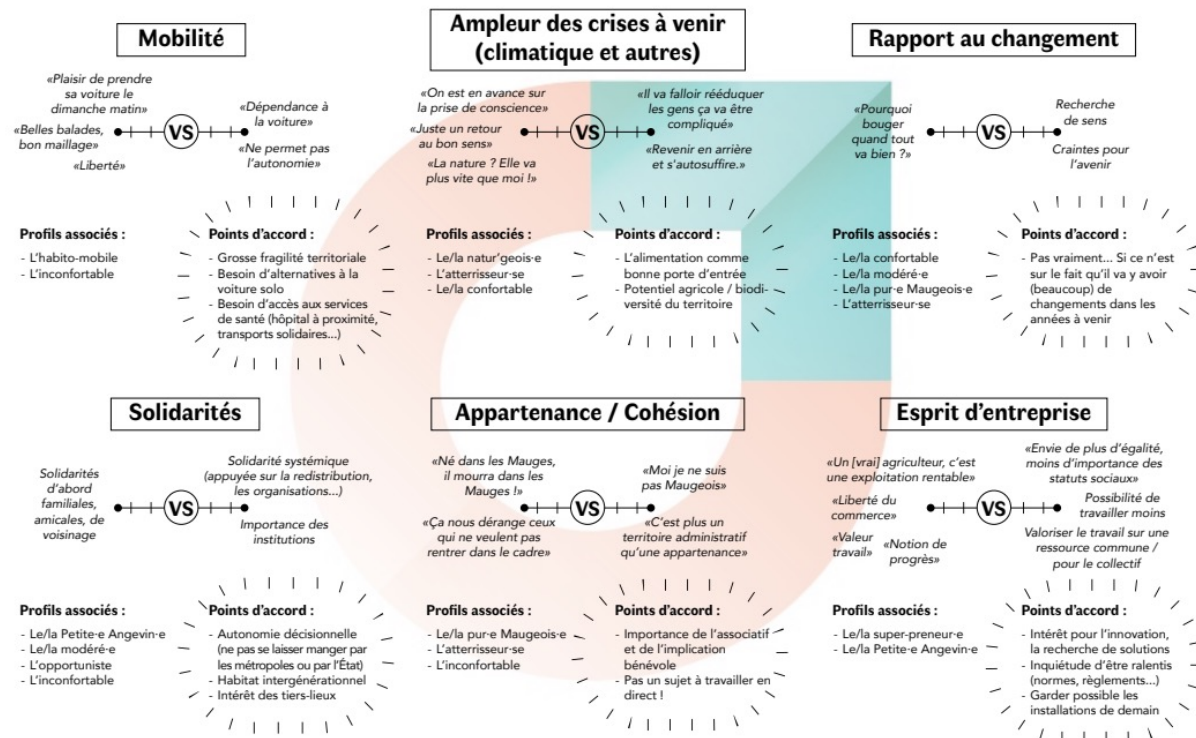 Mobilité
«Plaisir de prendre
sa voiture le
dimanche matin»
«Belles balades,
bon maillage»
«Liberté»
VS
«Dépendance à
la voiture»
«Ne permet pas
l'autonomie»
Profils associés :
- L'habito-mobile
- L'inconfortable
Points d'accord :
- Grosse fragilité territoriale
- Besoin d'alternatives à la
voiture solo
- Besoin d'accès aux services
de santé (hôpital à proximité,
transports solidaires...)
Ampleur des crises à venir
(climatique et autres)
«On est en avance sur
la prise de conscience»
«Juste un retour
au bon sens»
«La nature ? Elle va
plus vite que moi !»
VS
«Il va falloir rééduquer
les gens ça va être
compliqué»
«Revenir en arrière
et s'autosuffire.»
Profils associés :
- Le/la natur'geois·e
- L'atterrisseur·se
- Le/la confortable
Points d'accord :
- L'alimentation comme
bonne porte d'entrée
- Potentiel agricole / biodi-
versité du territoire
Rapport au changement
«Pourquoi
bouger
quand tout
va bien ?»
VS
Recherche
de sens
Craintes pour
l'avenir
Profils associés :
- Le/la confortable
- Le/la modéré·e
- Le/la pur·e Maugeois·e
- L'atterrisseur·se
Points d'accord :
- Pas vraiment... Si ce n'est
sur le fait qu'il va y avoir
(beaucoup) de
changements dans les
années à venir
Solidarités
Solidarités
d'abord
familiales,
amicales, de
voisinage
VS
Solidarité systémique
(appuyée sur la redistribution,
les organisations...)
Importance des
institutions
Profils associés :
- Le/la Petite·e Angevin·e
- Le/la modéré·e
- L'opportuniste
- L'inconfortable
Points d'accord :
- Autonomie décisionnelle
(ne pas se laisser manger par
les métropoles ou par l'État)
- Habitat intergénérationnel
- Intérêt des tiers-lieux
Appartenance / Cohésion
«Né dans les Mauges,
il mourra dans les
Mauges !»
«Ça nous dérange ceux
qui ne veulent pas
rentrer dans le cadre»
VS
«Moi je ne suis
pas Maugeois»
«C'est plus un
territoire administratif
qu'une appartenance»
Profils associés :
- Le/la pur·e Maugeois·e
- L'atterrisseur·se
- L'inconfortable
Points d'accord :
- Importance de l'associatif
et de l'implication
bénévole
- Pas un sujet à travailler en
direct !
Esprit d'entreprise
«Un [vrai] agriculteur, c'est
une exploitation rentable»
«Liberté du
commerce»
«Valeur
travail»
«Notion de
progrès»
VS
«Envie de plus d'égalité,
moins d'importance des
statuts sociaux»
Possibilité de
travailler moins
Valoriser le travail sur une
ressource commune /
pour le collectif
Profils associés :
- Le/la super-preneur·e
- Le/la Petite·e Angevin·e
Points d'accord :
- Intérêt pour l'innovation,
la recherche de solutions
- Inquiétude d'être ralentis
(normes, règlements...)
- Garder possible les
installations de demain